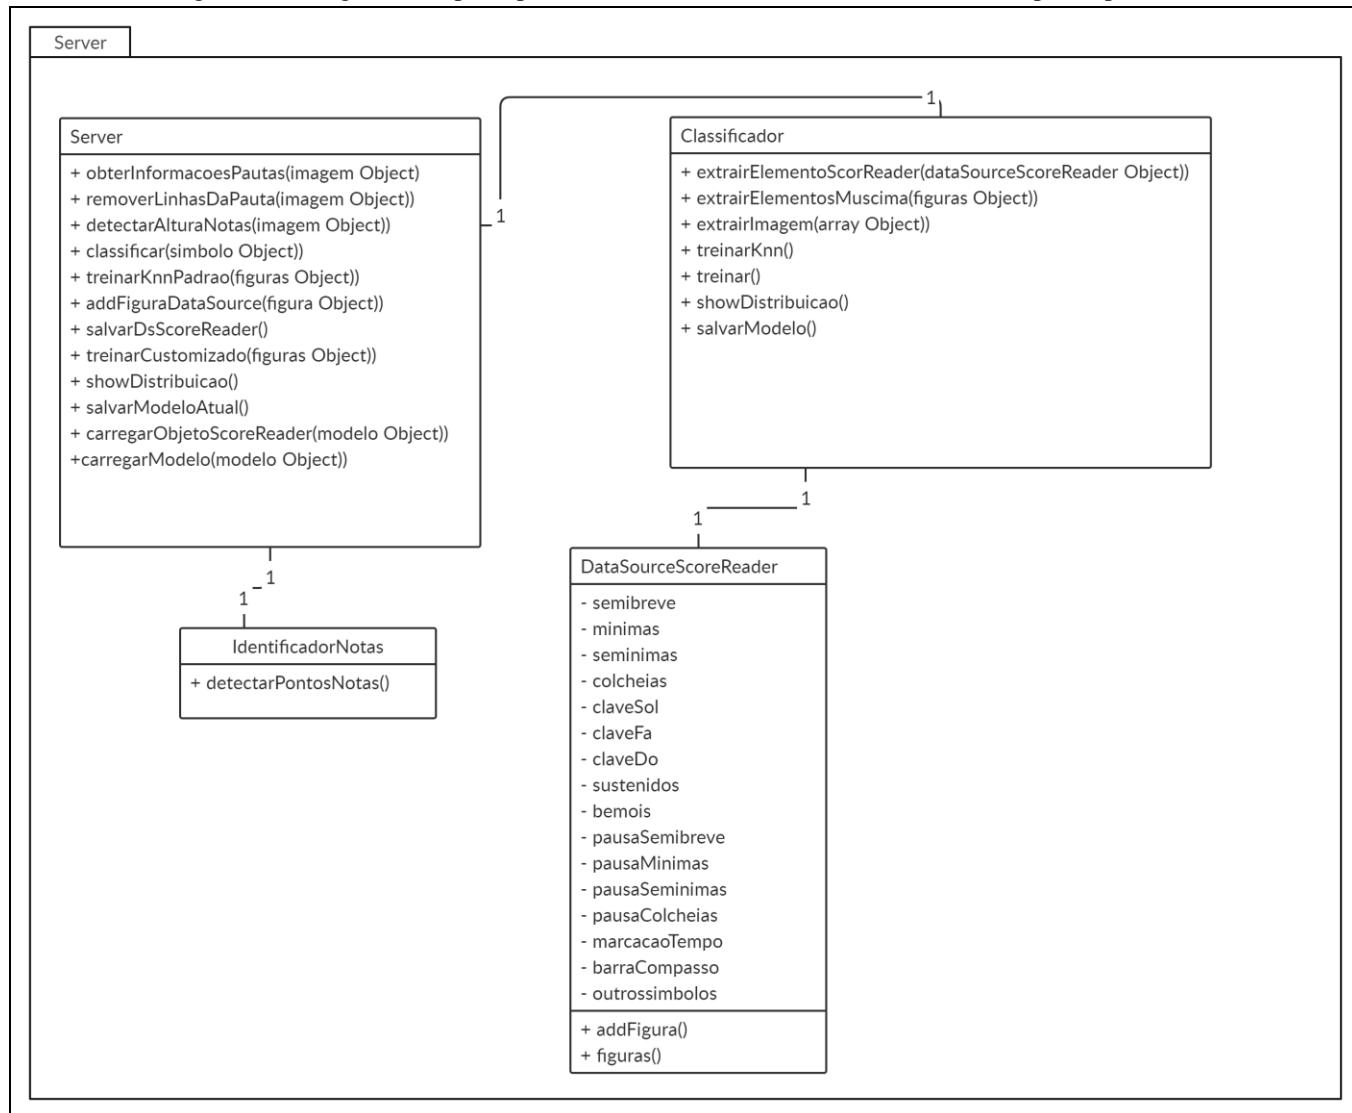 Server
1
Server
+ obterInformacoesPautas(imagem Object)
+ removerLinhasDaPauta(imagem Object))
+ detectarAlturaNotas(imagem Object))
+ classificar(simbolo Object))
+ treinarKnnPadrao(figuras Object))
+ addFiguraDataSource(figura Object))
+ salvarDsScoreReader()
+ treinarCustomizado(figuras Object))
+ showDistribuicao()
+ salvarModeloAtual()
+ carregarObjetoScoreReader(modelo Object))
+carregarModelo(modelo Object))
1
Classificador
+ extrairElementoScorReader(dataSourceScoreReader Object))
+ extrairElementosMuscima(figuras Object))
+ extrairImagem(array Object))
+ treinarKnn()
+ treinar()
+ showDistribuicao()
+ salvarModelo()
1
1
1
1
IdentificadorNotas
+ detectarPontosNotas()
DataSourceScoreReader
- semibreve
- minimas
- seminimas
- colcheias
- claveSol
- claveFa
- claveDo
- sustenidos
- bemois
- pausaSemibreve
- pausaMinimas
- pausaSeminimas
- pausaColcheias
- marcacaoTempo
- barraCompasso
- outrossimbolos
+ addFigura()
+ figuras()